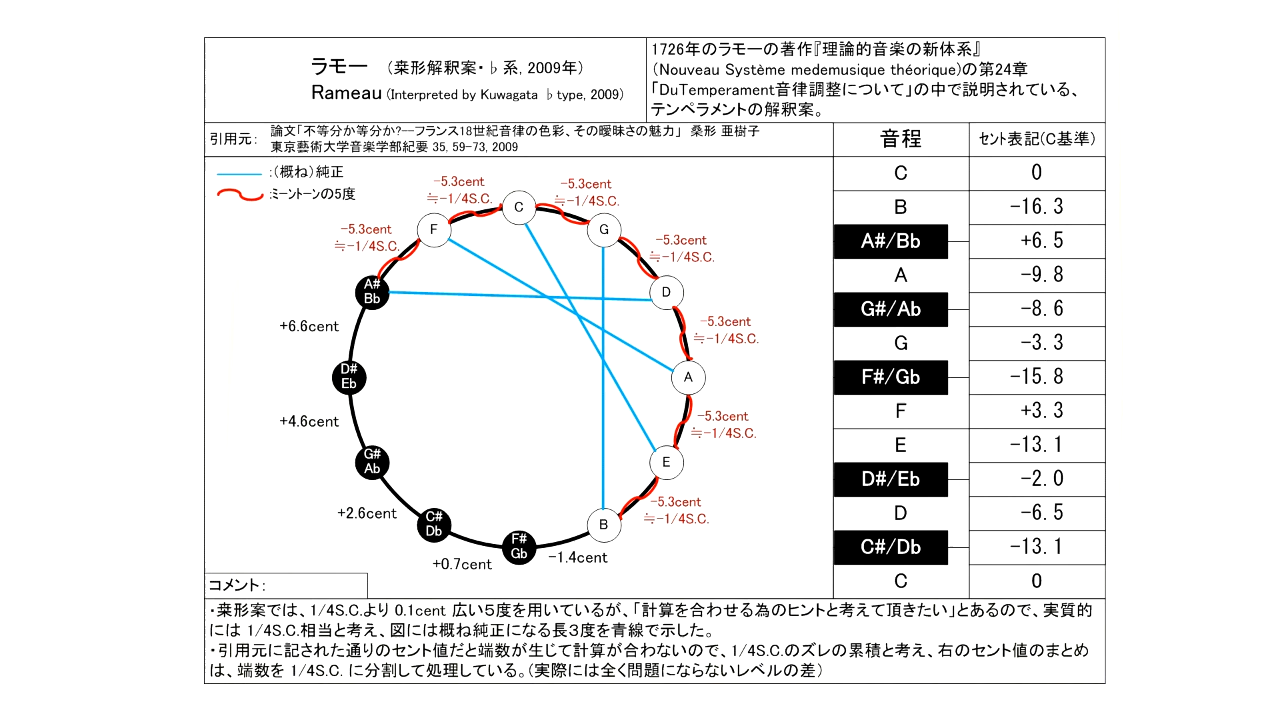 ラモー （桒形解釈案・♭系, 2009年）
Rameau (Interpreted by Kuwagata ♭type, 2009)
1726年のラモーの著作『理論的音楽の新体系』
（Nouveau Système medemusique théorique)の第24章
「DuTemperament音律調整について」の中で説明されている、
テンペラメントの解釈案。
引用元: 論文「不等分か等分か?--フランス18世紀音律の色彩、その曖昧さの魅力」 桑形 亜樹子
東京藝術大学音楽学部紀要 35, 59-73, 2009
:（概ね）純正
:ミーントーンの5度
-5.3cent
≒-1/4S.C.
C
-5.3cent
≒-1/4S.C.
G
-5.3cent
≒-1/4S.C.
D
-5.3cent
≒-1/4S.C.
A
-5.3cent
≒-1/4S.C.
E
-5.3cent
≒-1/4S.C.
B
-1.4cent
F#
Gb
+0.7cent
C#
Db
+2.6cent
G#
Ab
+4.6cent
D#
Eb
+6.6cent
A#
Bb
-5.3cent
≒-1/4S.C.
F
音程 セント表記(C基準)
C 0
B -16.3
A#/Bb +6.5
A -9.8
G#/Ab -8.6
G -3.3
F#/Gb -15.8
F +3.3
E -13.1
D#/Eb -2.0
D -6.5
C#/Db -13.1
C 0
コメント:
・桒形案では、1/4S.C.より 0.1cent 広い５度を用いているが、「計算を合わせる為のヒントと考えて頂きたい」とあるので、実質的
には 1/4S.C.相当と考え、図には概ね純正になる長３度を青線で示した。
・引用元に記された通りのセント値だと端数が生じて計算が合わないので、1/4S.C.のズレの累積と考え、右のセント値のまとめ
は、端数を 1/4S.C. に分割して処理している。（実際には全く問題にならないレベルの差）